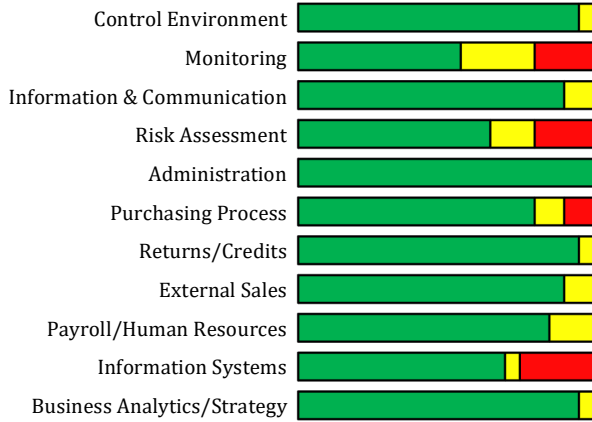 Control Environment
Monitoring
Information & Communication
Risk Assessment
Administration
Purchasing Process
Returns/Credits
External Sales
Payroll/Human Resources
Information Systems
Business Analytics/Strategy